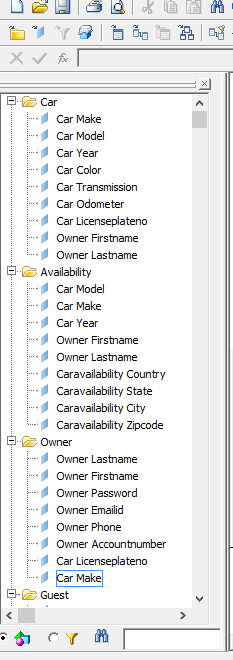 fx
Car
Car Make
Car Model
Car Year
Car Color
Car Transmission
Car Odometer
Car Licenseplateno
Owner Firstname
Owner Lastname
Availability
Car Model
Car Make
Car Year
Owner Firstname
Owner Lastname
Caravailability Country
Caravailability State
Caravailability City
Caravailability Zipcode
Owner
Owner Lastname
Owner Firstname
Owner Password
Owner Emailid
Owner Phone
Owner Accountnumber
Car Licenseplateno
Car Make
Guest